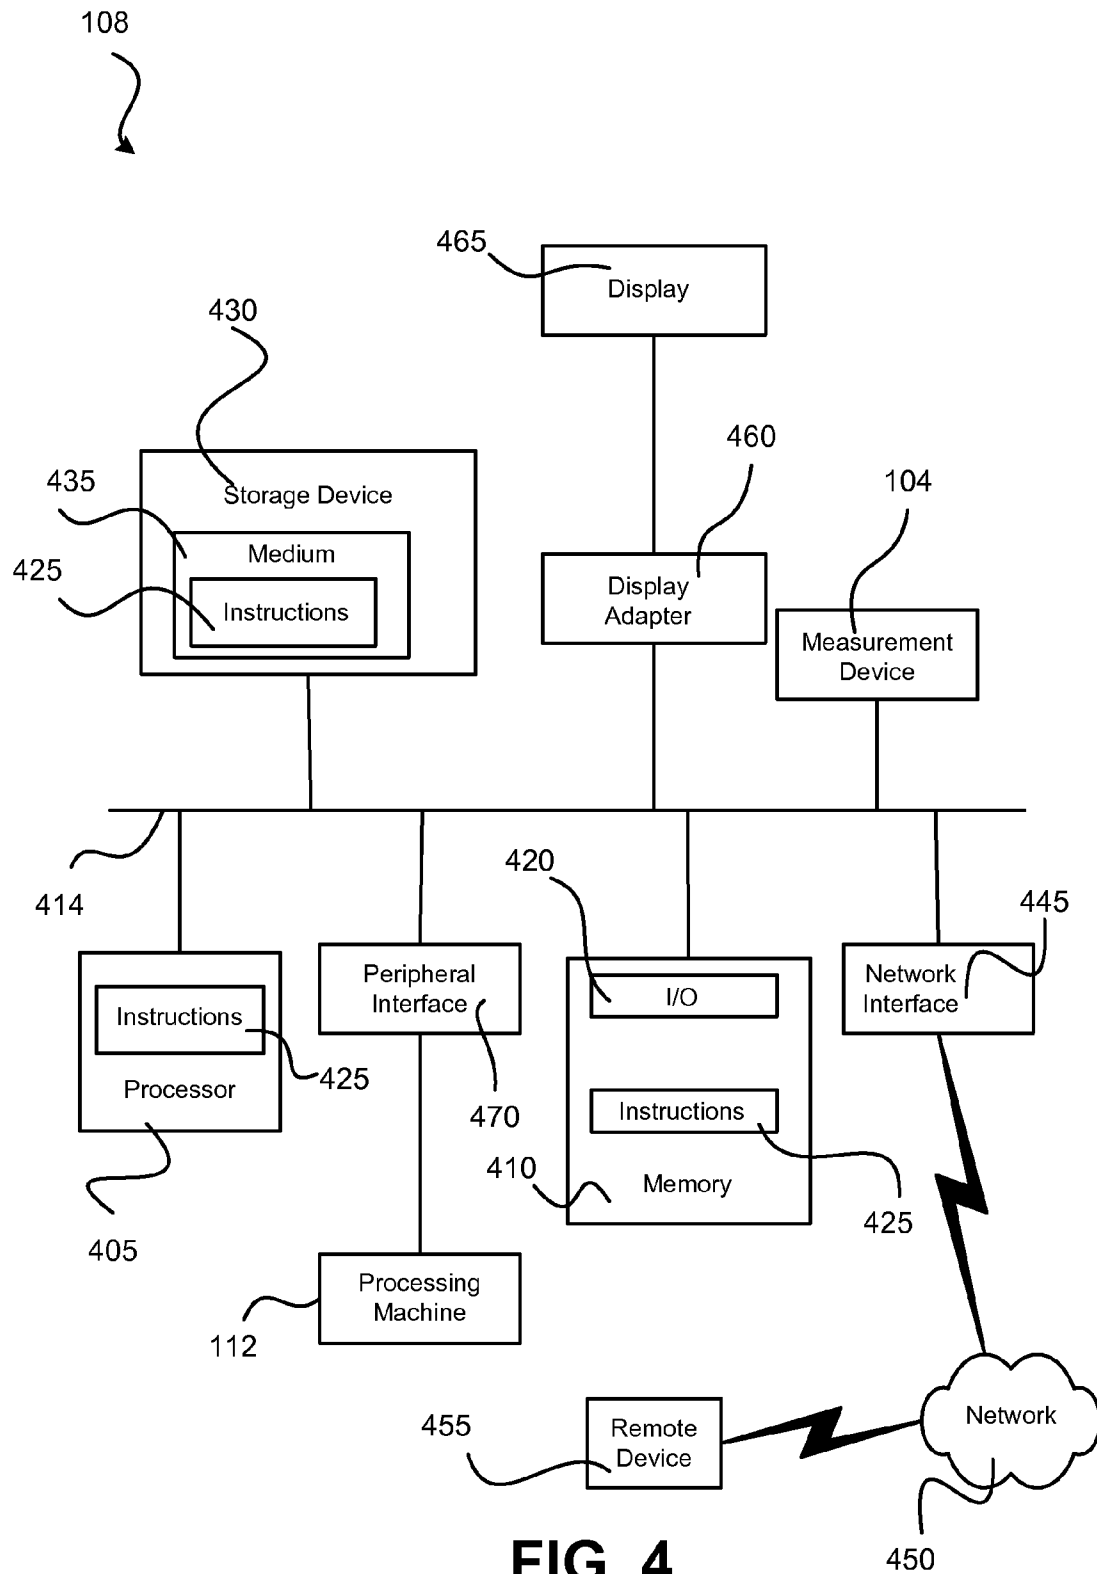 108
465
Display
430
460
435
Storage Device
104
Medium
425
Instructions
Display
Adapter
Measurement
Device
414
420
445
Peripheral
Interface
I/O
Network
Interface
Instructions
425
Processor
470
Instructions
410
Memory
425
405
Processing
Machine
112
Network
455
Remote
Device
450
FIG. 4